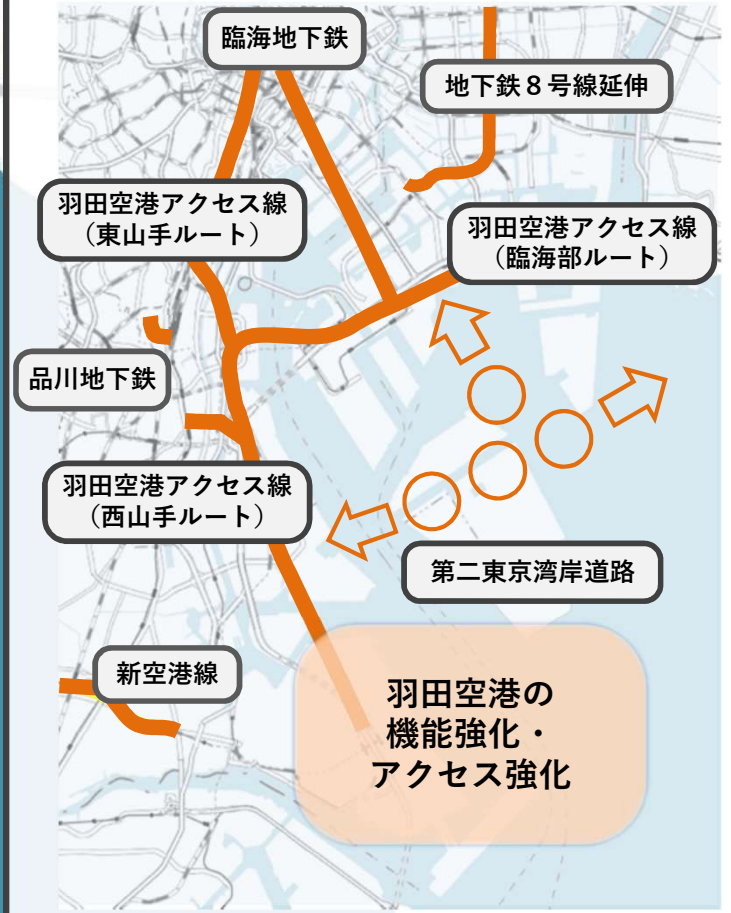 臨海地下鉄
地下鉄８号線延伸
羽田空港アクセス線
（東山手ルート）
羽田空港アクセス線
（臨海部ルート）
品川地下鉄
羽田空港アクセス線
（西山手ルート）
第二東京湾岸道路
新空港線
羽田空港の
機能強化・
アクセス強化